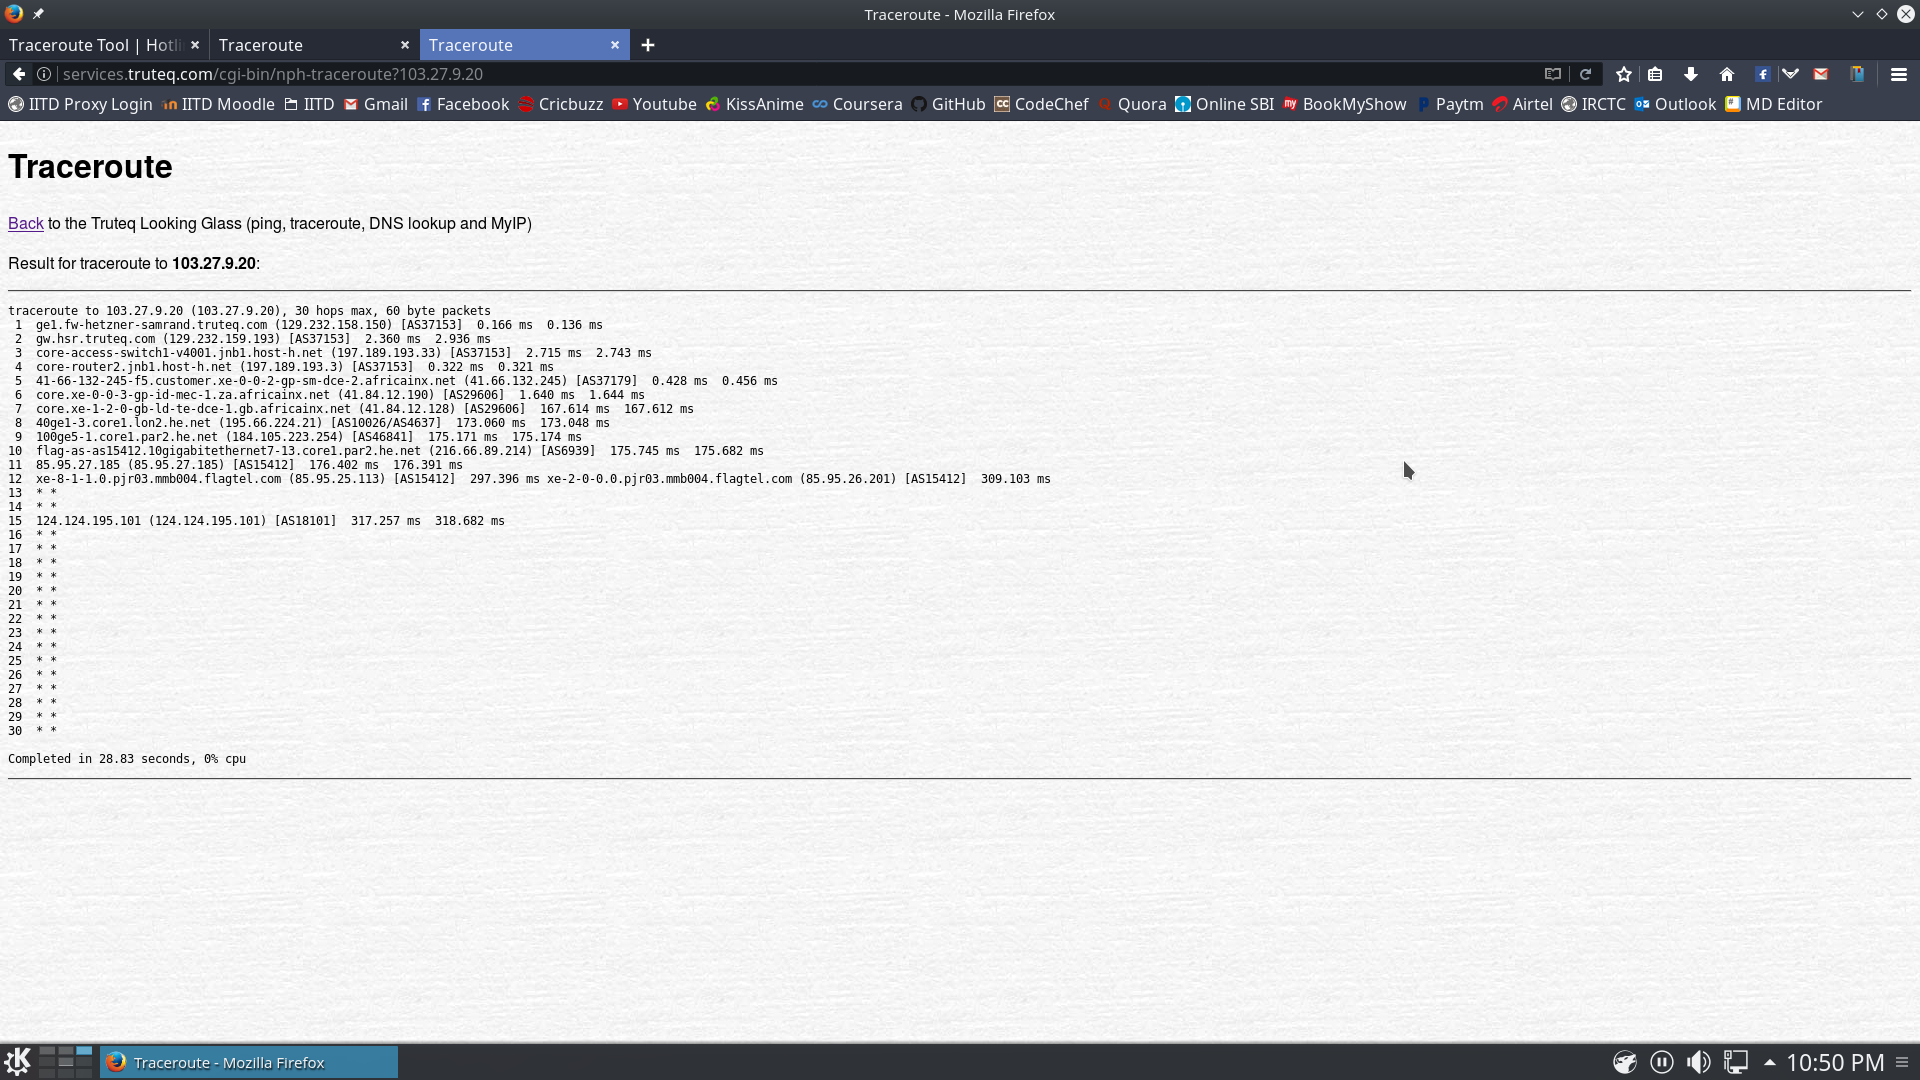 Traceroute - Mozilla Firefox
Traceroute Tool | Hotli
Traceroute
Traceroute
services.truteq.com/cgi-bin/nph-traceroute?103.27.9.20
IITD Proxy Login IITD Moodle IITD Gmail Facebook Cricbuzz Youtube KissAnime Coursera GitHub CodeChef Quora Online SBI BookMyShow Paytm Airtel IRCTC Outlook MD Editor
Traceroute
Back to the Truteq Looking Glass (ping, traceroute, DNS lookup and MyIP)
Result for traceroute to 103.27.9.20:
traceroute to 103.27.9.20 (103.27.9.20), 30 hops max, 60 byte packets
1 ge1.fw-hetzner-samrand.truteq.com (129.232.158.150) [AS37153] 0.166 ms 0.136 ms
2 gw.hsr.truteq.com (129.232.159.193) [AS37153] 2.360 ms 2.936 ms
3 core-access-switch1-v4001.jnb1.host-h.net (197.189.193.33) [AS37153] 2.715 ms 2.743 ms
4 core-router2.jnb1.host-h.net (197.189.193.3) [AS37153] 0.322 ms 0.321 ms
5 41-66-132-245-f5.customer.xe-0-0-2-gp-sm-dce-2.africainx.net (41.66.132.245) [AS37179] 0.428 ms 0.456 ms
6 core.xe-0-0-3-gp-id-mec-1.za.africainx.net (41.84.12.190) [AS29606] 1.640 ms 1.644 ms
7 core.xe-1-2-0-gb-ld-te-dce-1.gb.africainx.net (41.84.12.128) [AS29606] 167.614 ms 167.612 ms
8 40ge1-3.core1.lon2.he.net (195.66.224.21) [AS10026/AS4637] 173.060 ms 173.048 ms
9 100ge5-1.core1.par2.he.net (184.105.223.254) [AS46841] 175.171 ms 175.174 ms
10 flag-as-as15412.10gigabitethernet7-13.core1.par2.he.net (216.66.89.214) [AS6939] 175.745 ms 175.682 ms
11 85.95.27.185 (85.95.27.185) [AS15412] 176.402 ms 176.391 ms
12 xe-8-1-1.0.pjr03.mmb004.flagtel.com (85.95.25.113) [AS15412] 297.396 ms xe-2-0-0.0.pjr03.mmb004.flagtel.com (85.95.26.201) [AS15412] 309.103 ms
13 * *
14 * *
15 124.124.195.101 (124.124.195.101) [AS18101] 317.257 ms 318.682 ms
16 * *
17 * *
18 * *
19 * *
20 * *
21 * *
22 * *
23 * *
24 * *
25 * *
26 * *
27 * *
28 * *
29 * *
30 * *
Completed in 28.83 seconds, 0% cpu
Traceroute - Mozilla Firefox
10:50 PM